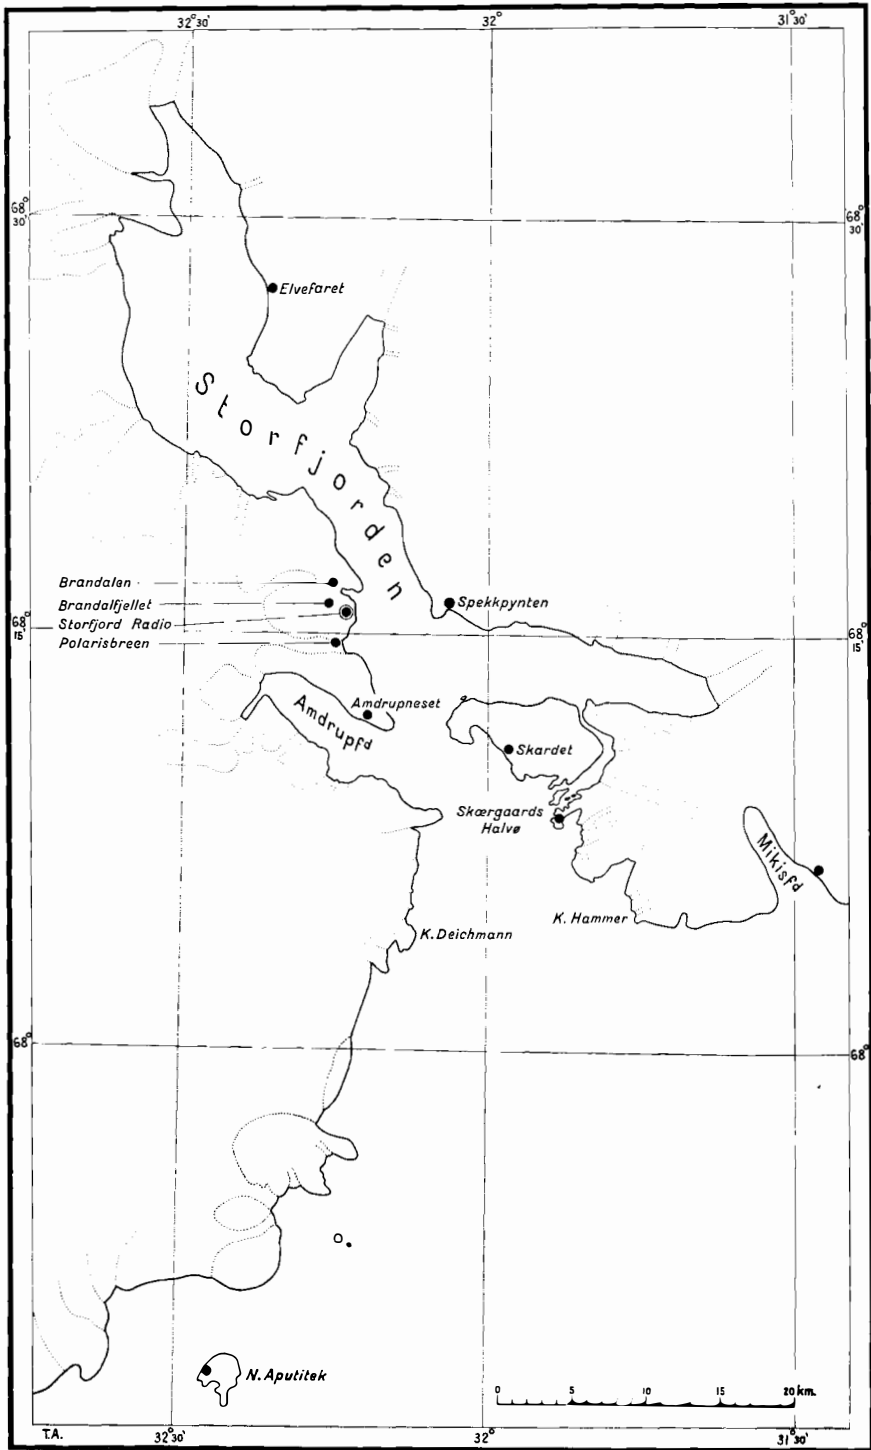 32° 30' 32° 31° 30'
68° 30' 68° 30'
Elvefaret
Storfjorden
Brandalen
Brandalfjellet
Storfjord Radio
Polarisbreen
Spekkpynten
68° 15' 68° 15'
Amdrupneset
Amdrupfd
Skardet
Skærgaards
Halvø
Mikisfd
K. Hammer
K. Deichmann
68° 68°
N. Aputitek
0 5 10 15 20 km.
T.A. 32° 30' 32° 31° 30'